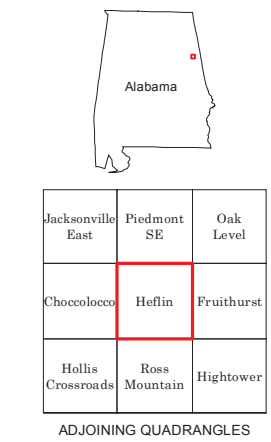 Alabama
Jacksonville East
Piedmont SE
Oak Level
Choccolocco
Heflin
Fruithurst
Hollis Crossroads
Ross Mountain
Hightower
ADJOINING QUADRANGLES